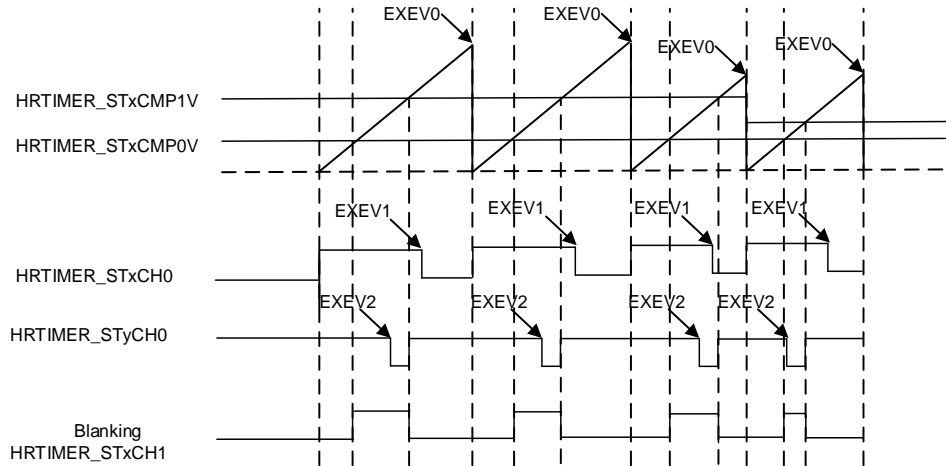 EXEV0
EXEV0
EXEV0
EXEV0
HRTIMER_STxCMP1V
HRTIMER_STxCMP0V
EXEV1
EXEV1
EXEV1
EXEV1
HRTIMER_STxCH0
EXEV2
EXEV2
EXEV2
EXEV2
HRTIMER_STyCH0
Blanking
HRTIMER_STxCH1